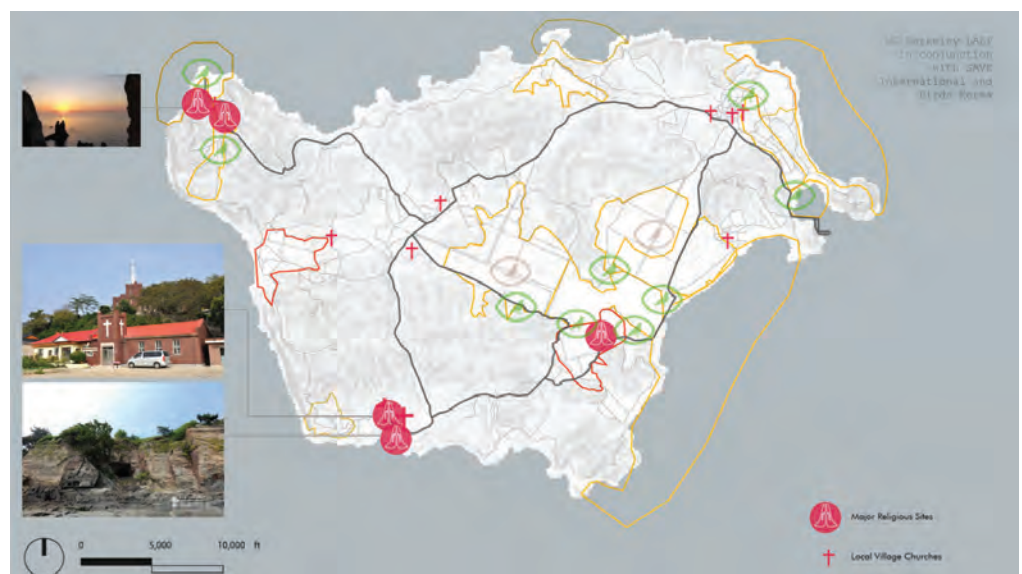 UC Berkeley LAEP
in conjunction
with SAVE
International and
Birds Korea
0
5,000
10,000 ft
Major Religious Sites
Local Village Churches